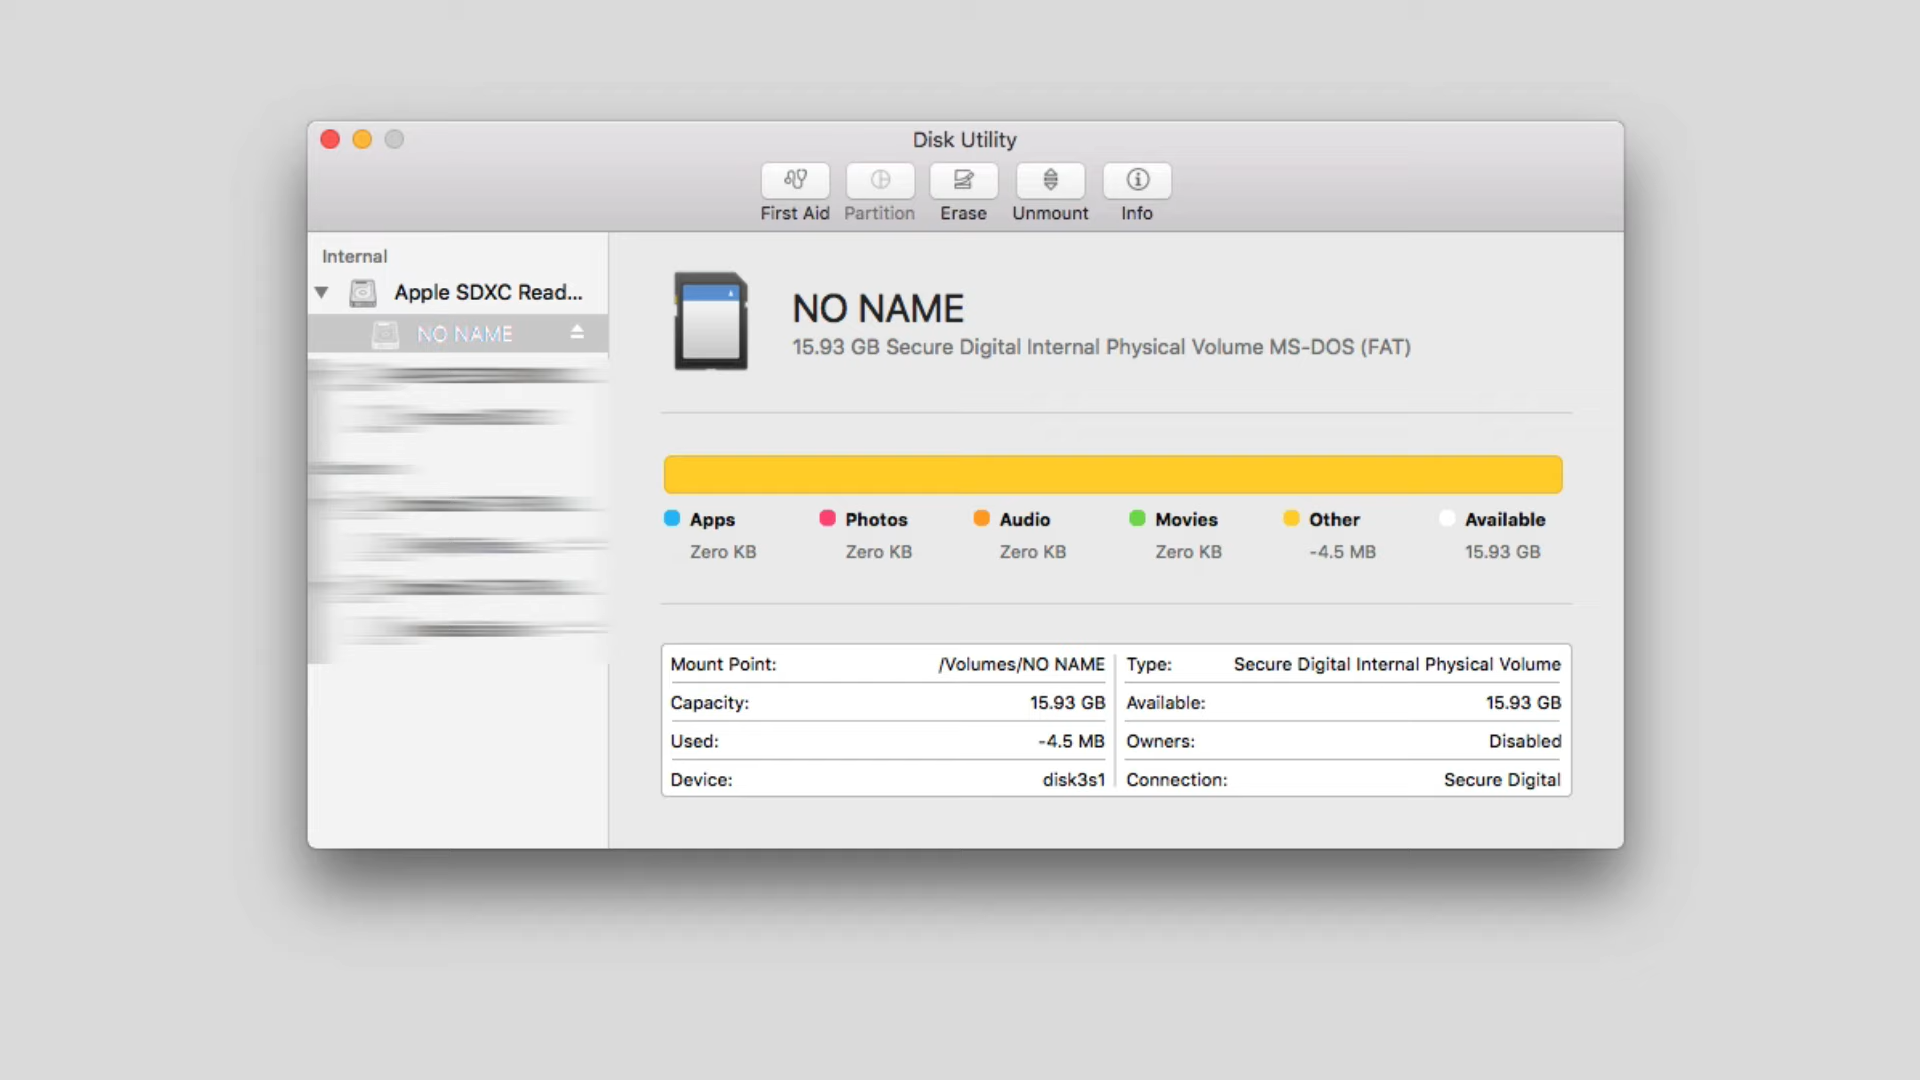 Disk Utility
First Aid Partition Erase Unmount Info
Internal
Apple SDXC Read...
NO NAME
NO NAME
15.93 GB Secure Digital Internal Physical Volume MS-DOS (FAT)
Apps Photos Audio Movies Other Available
Zero KB Zero KB Zero KB Zero KB -4.5 MB 15.93 GB
Mount Point: /Volumes/NO NAME Type: Secure Digital Internal Physical Volume
Capacity: 15.93 GB Available: 15.93 GB
Used: -4.5 MB Owners: Disabled
Device: disk3s1 Connection: Secure Digital